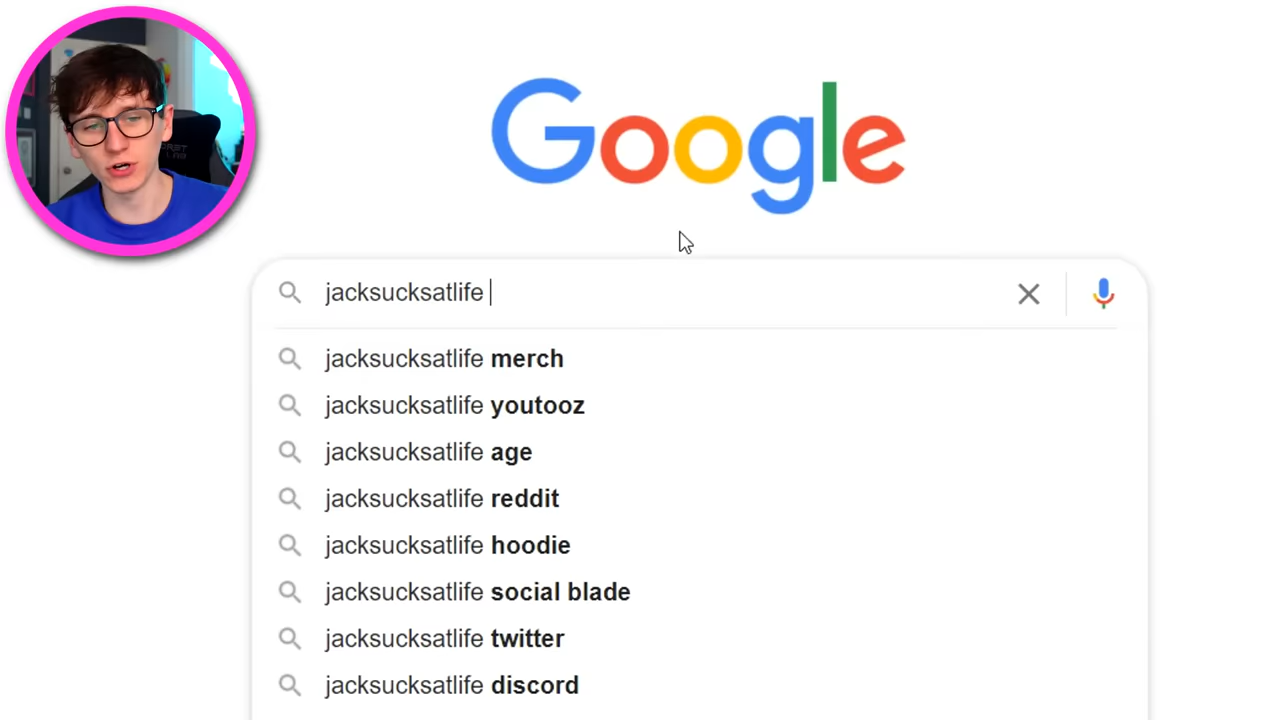 Google
jacksucksatlife
jacksucksatlife merch
jacksucksatlife youtooz
jacksucksatlife age
jacksucksatlife reddit
jacksucksatlife hoodie
jacksucksatlife social blade
jacksucksatlife twitter
jacksucksatlife discord